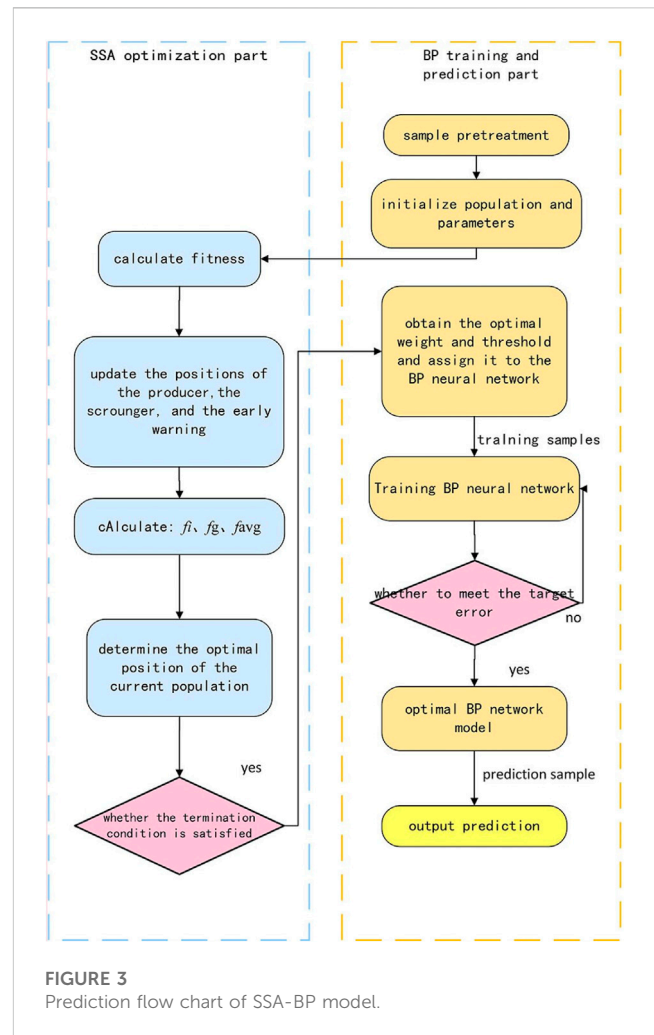 SSA optimization part
BP training and
prediction part
sample pretreatment
initialize population and
parameters
calculate fitness
update the positions of
the producer,the
scrounger, and the early
warning
cAlculate: fi、fg、favg
determine the optimal
position of the
current population
yes
whether the termination
condition is satisfied
obtain the optimal
weight and threshold
and assign it to the
BP neural network
traIning samples
Training BP neural network
whether to meet the target
error
no
yes
optimal BP network
model
prediction sample
output prediction
FIGURE 3
Prediction flow chart of SSA-BP model.